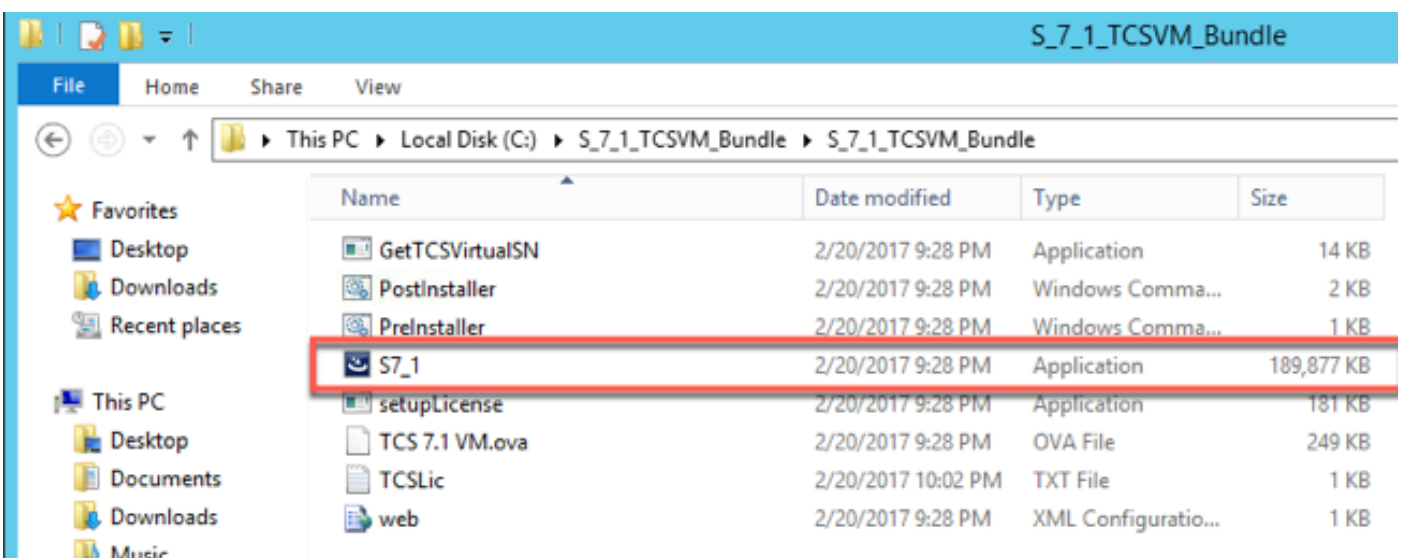 S_7_1_TCSVM_Bundle
File Home Share View
This PC Local Disk (C:) S_7_1_TCSVM_Bundle S_7_1_TCSVM_Bundle
Name Date modified Type Size
Favorites
Desktop
Downloads
Recent places
This PC
Desktop
Documents
Downloads
Music
GetTCSVirtualSN 2/20/2017 9:28 PM Application 14 KB
PostInstaller 2/20/2017 9:28 PM Windows Comma... 2 KB
PreInstaller 2/20/2017 9:28 PM Windows Comma... 1 KB
S7_1 2/20/2017 9:28 PM Application 189,877 KB
setupLicense 2/20/2017 9:28 PM Application 181 KB
TCS 7.1 VM.ova 2/20/2017 9:28 PM OVA File 249 KB
TCSLic 2/20/2017 10:02 PM TXT File 1 KB
web 2/20/2017 9:28 PM XML Configuratio... 1 KB